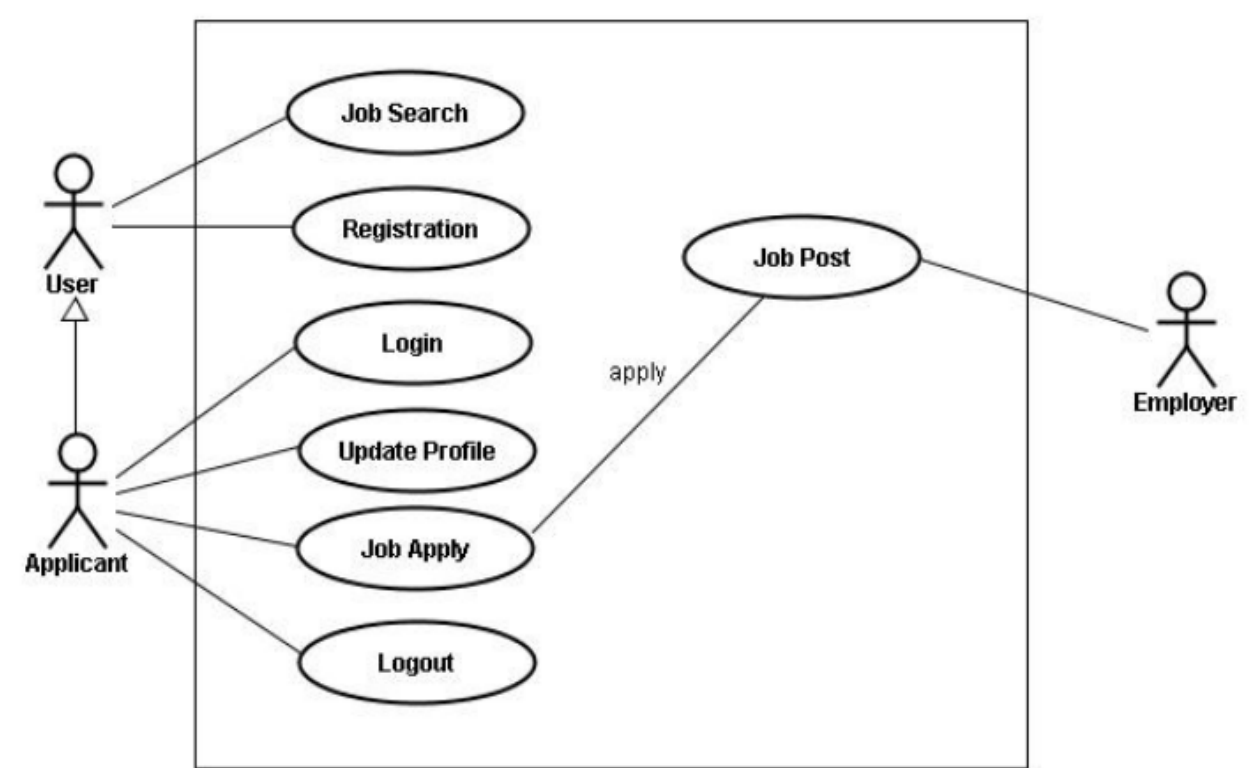 Job Search
Registration
User
Job Post
Login
apply
Employer
Update Profile
Job Apply
Applicant
Logout